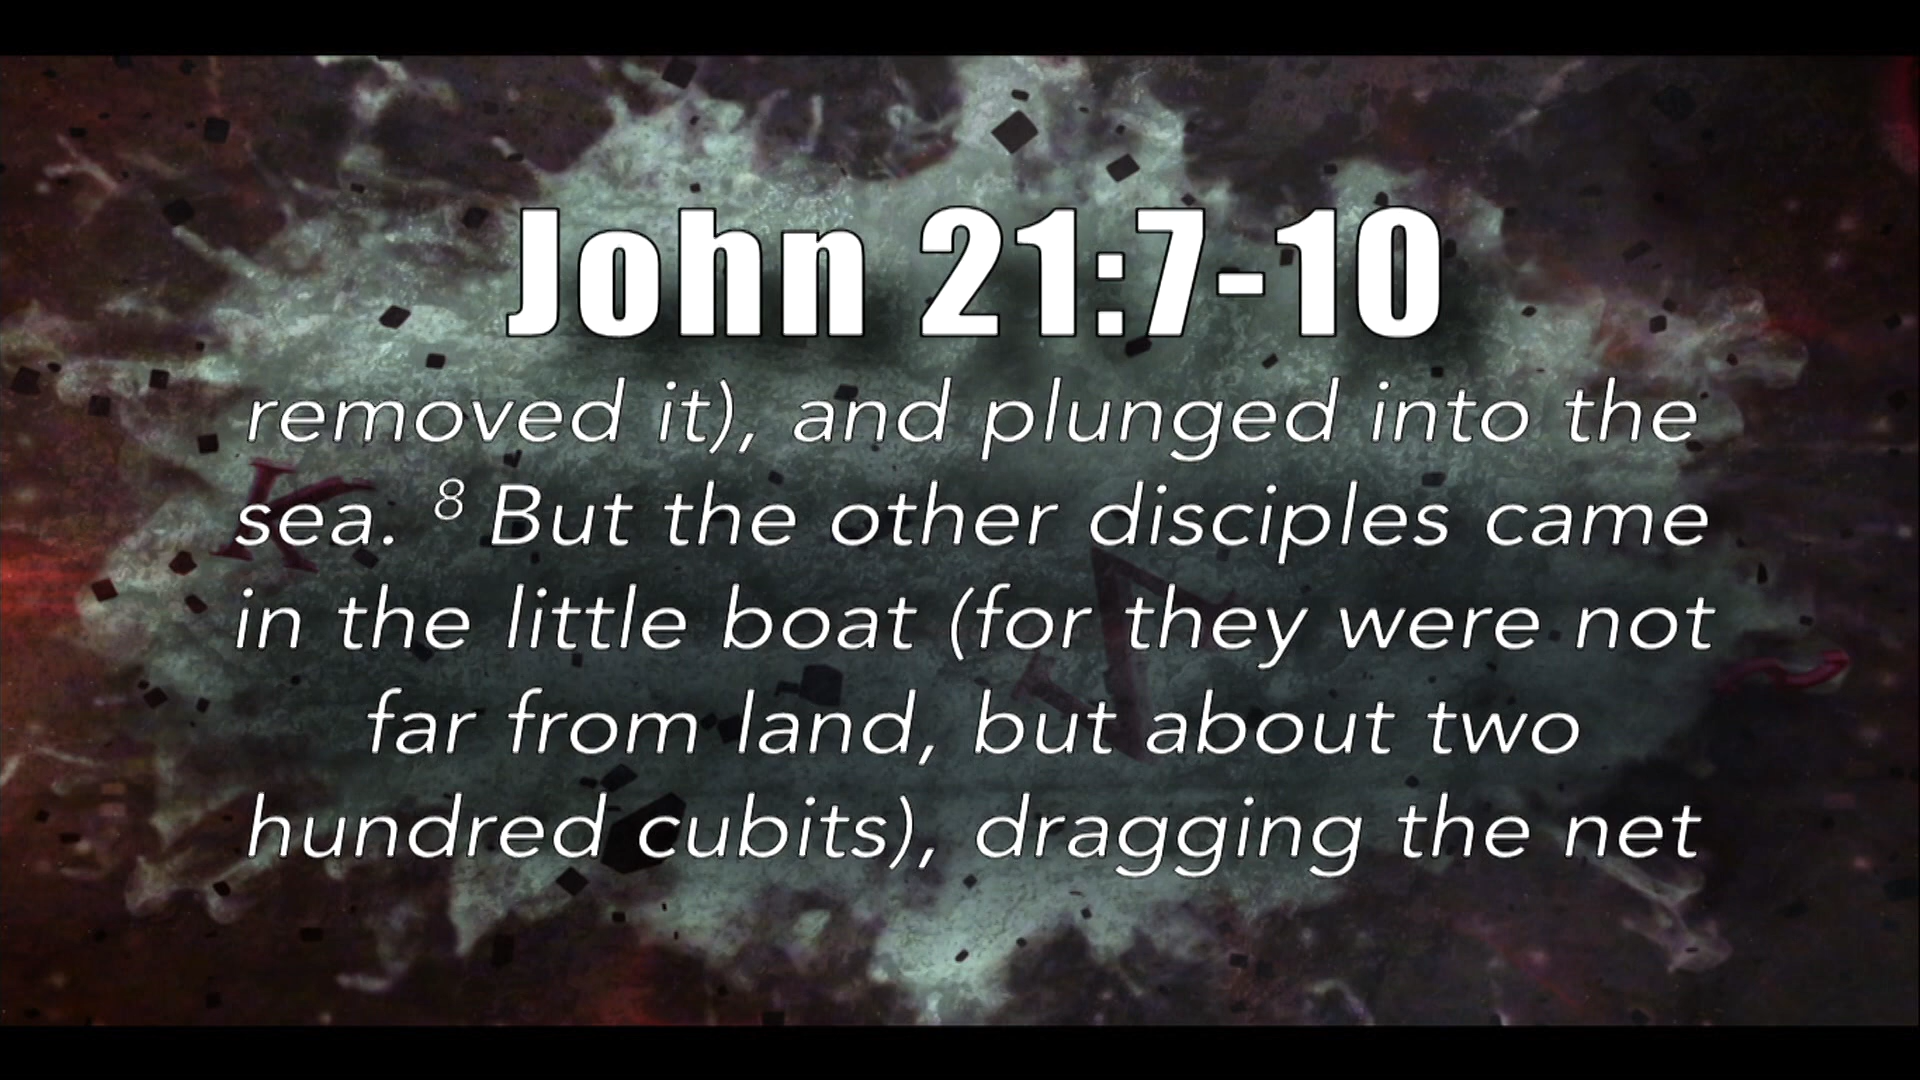 John 21:7-10
removed it), and plunged into the
sea. ⁸ But the other disciples came
in the little boat (for they were not
far from land, but about two
hundred cubits), dragging the net